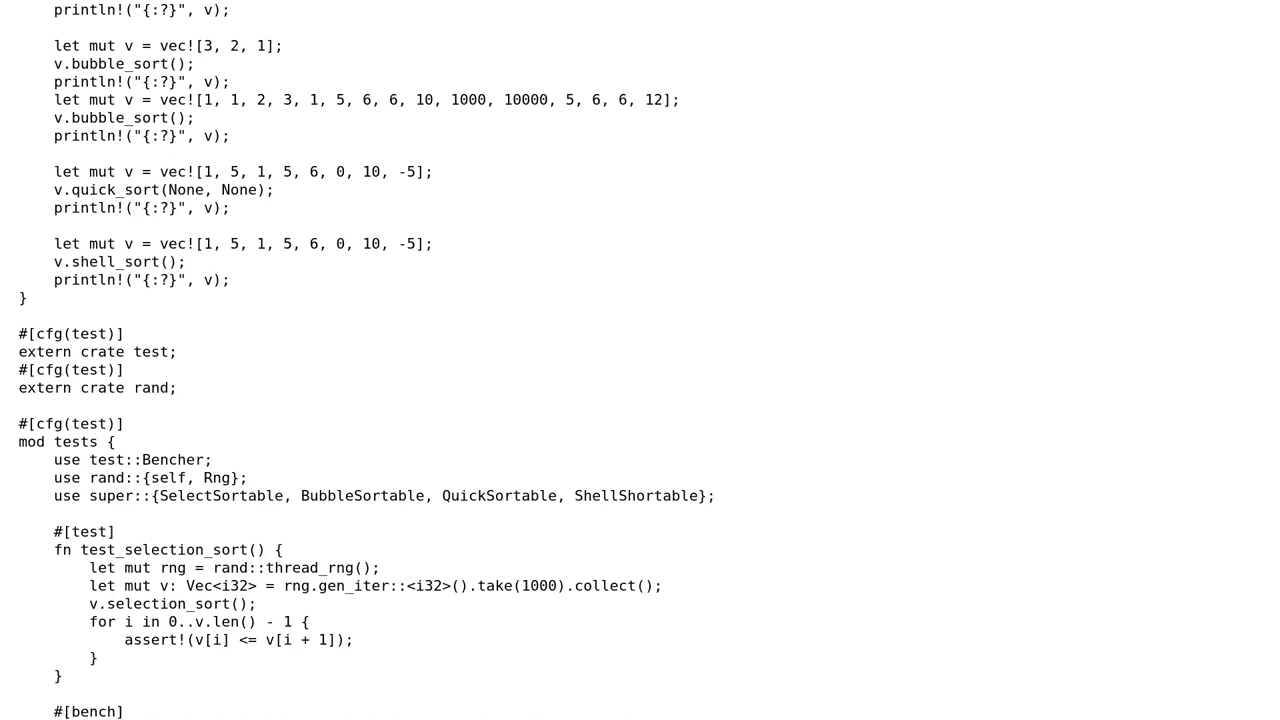 println!("{:?}", v);

    let mut v = vec![3, 2, 1];
    v.bubble_sort();
    println!("{:?}", v);
    let mut v = vec![1, 1, 2, 3, 1, 5, 6, 6, 10, 1000, 10000, 5, 6, 6, 12];
    v.bubble_sort();
    println!("{:?}", v);

    let mut v = vec![1, 5, 1, 5, 6, 0, 10, -5];
    v.quick_sort(None, None);
    println!("{:?}", v);

    let mut v = vec![1, 5, 1, 5, 6, 0, 10, -5];
    v.shell_sort();
    println!("{:?}", v);
}

#[cfg(test)]
extern crate test;
#[cfg(test)]
extern crate rand;

#[cfg(test)]
mod tests {
    use test::Bencher;
    use rand::{self, Rng};
    use super::{SelectSortable, BubbleSortable, QuickSortable, ShellShortable};

    #[test]
    fn test_selection_sort() {
        let mut rng = rand::thread_rng();
        let mut v: Vec<i32> = rng.gen_iter::<i32>().take(1000).collect();
        v.selection_sort();
        for i in 0..v.len() - 1 {
            assert!(v[i] <= v[i + 1]);
        }
    }

    #[bench]